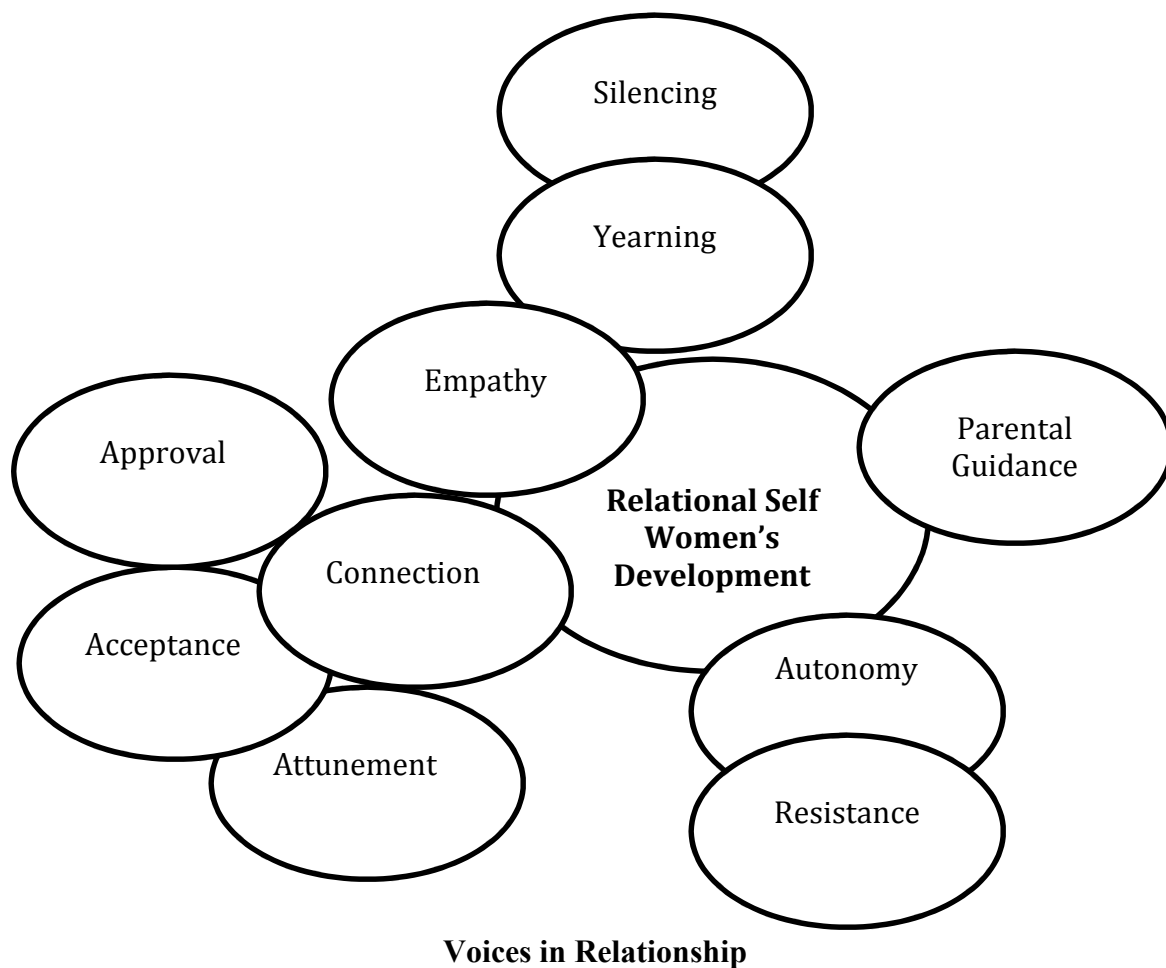 Silencing
Yearning
Empathy
Parental
Guidance
Approval
Relational Self
Women’s
Development
Connection
Acceptance
Autonomy
Attunement
Resistance
Voices in Relationship